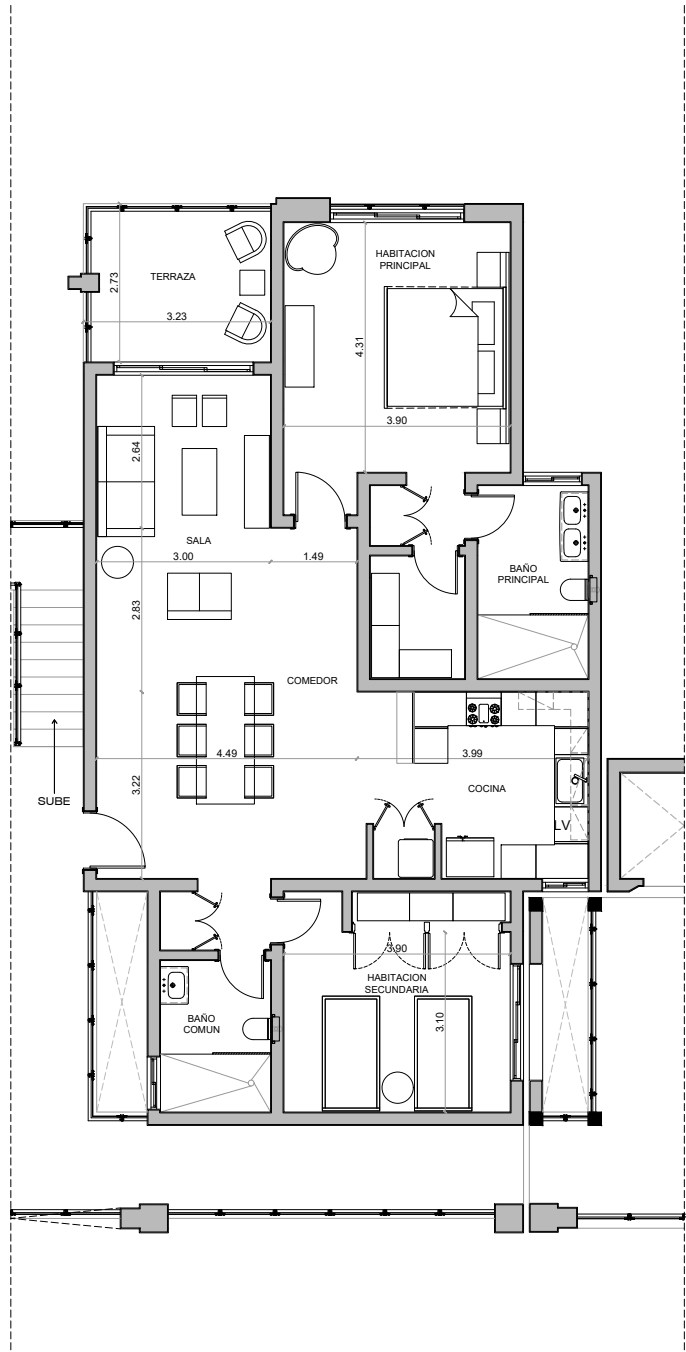 HABITACION
PRINCIPAL
TERRAZA
2.73
3.23
4.31
3.90
2.64
SALA
3.00
1.49
BAÑO
PRINCIPAL
2.83
COMEDOR
4.49
3.99
3.22
COCINA
SUBE
LV
3.90
HABITACION
SECUNDARIA
BAÑO
COMUN
3.10